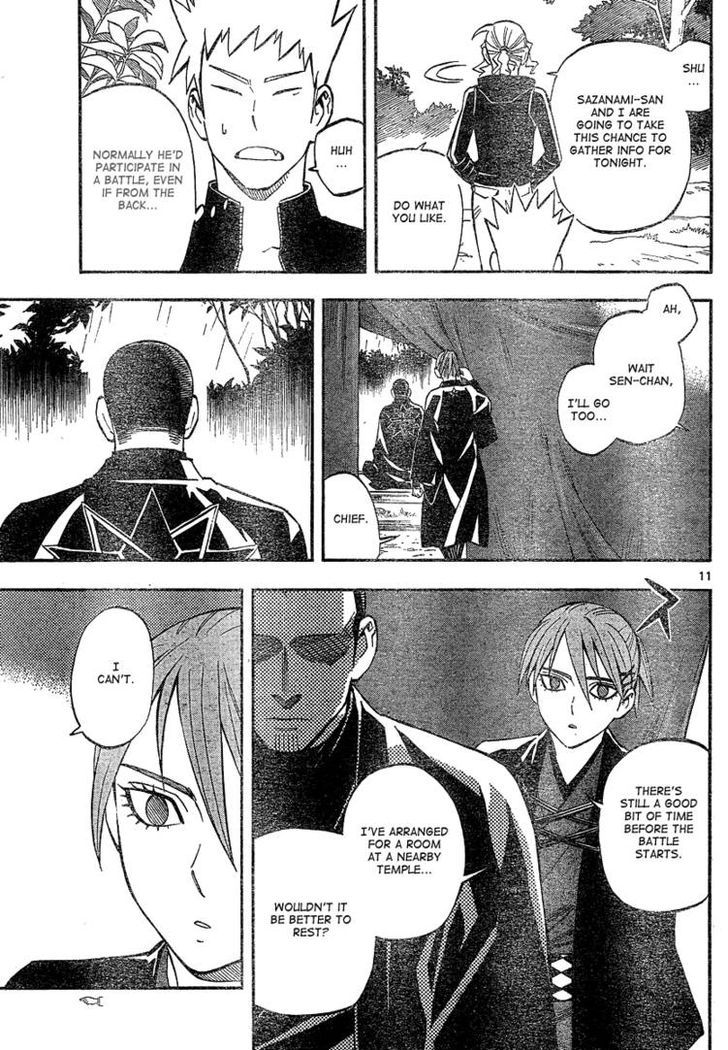 SHU
...
SAZANAMI-SAN
AND I ARE
GOING TO TAKE
THIS CHANCE TO
GATHER INFO FOR
TONIGHT.
DO WHAT
YOU LIKE.
HUH
...
NORMALLY HE'D
PARTICIPATE IN
A BATTLE, EVEN
IF FROM THE
BACK...
AH,
WAIT
SEN-CHAN,
I'LL GO
TOO...
CHIEF.
11
THERE'S
STILL A GOOD
BIT OF TIME
BEFORE THE
BATTLE
STARTS.
I'VE ARRANGED
FOR A ROOM
AT A NEARBY
TEMPLE...
WOULDN'T IT
BE BETTER TO
REST?
I
CAN'T.